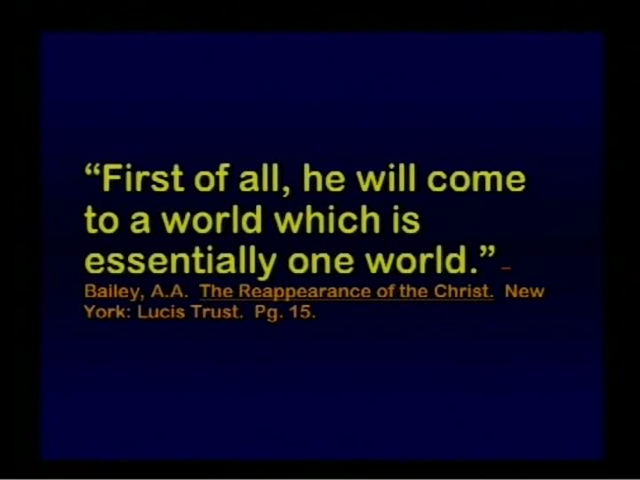 “First of all, he will come
to a world which is
essentially one world.” –
Bailey, A.A.  The Reappearance of the Christ.  New
York: Lucis Trust.  Pg. 15.